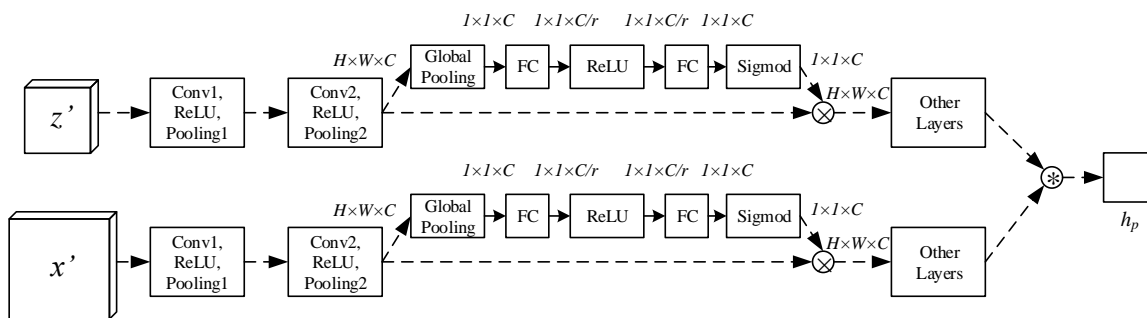 1×1×C 1×1×C/r 1×1×C/r 1×1×C
H×W×C
Global
Pooling
FC
ReLU
FC
Sigmod
1×1×C
z’
Conv1,
ReLU,
Pooling1
Conv2,
ReLU,
Pooling2
⊗
H×W×C
Other
Layers
1×1×C 1×1×C/r 1×1×C/r 1×1×C
H×W×C
Global
Pooling
FC
ReLU
FC
Sigmod
1×1×C
x’
Conv1,
ReLU,
Pooling1
Conv2,
ReLU,
Pooling2
⊗
H×W×C
Other
Layers
⊛
h_p